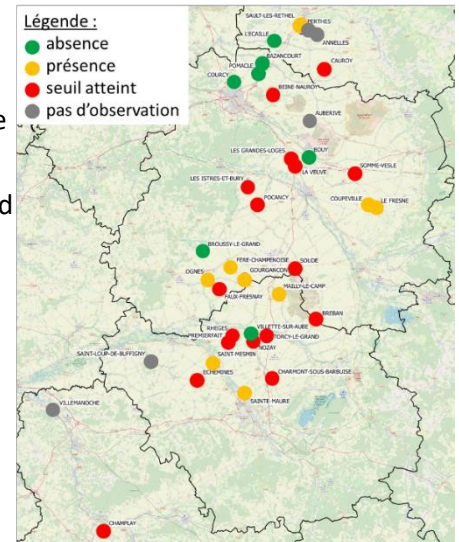 Légende :
absence
présence
seuil atteint
pas d'observation
e
d
SAULT-LES-RETHEL
PERTHES
L'ECAILLE
ANNELLES
BAZANCOURT
POMACLE
CAUROY
COURCY
BEINE-NAUROY
AUBERIVE
LES GRANDES-LOGES
BOUY
LA VEUVE
SOMME-VESLE
LES ISTRES-ET-BURY
POCANCY
COUPEVILLE
LE FRESNE
BROUSSY-LE-GRAND
FERE-CHAMPENOISE
SOUDE
OGNES
GOURGANCON
FAUX-FRESNAY
MAILLY-LE-CAMP
BREBAN
RHEGES
VILLETTE-SUR-AUBE
PREMIERFAIT
TORCY-LE-GRAND
NOZAY
SAINT-LOUP-DE-BUFFIGNY
SAINT-MESMIN
ECHEMINES
CHARMONT-SOUS-BARBUISE
SAINTE-MAURE
VILLEMANOCHE
CHAMPLAY